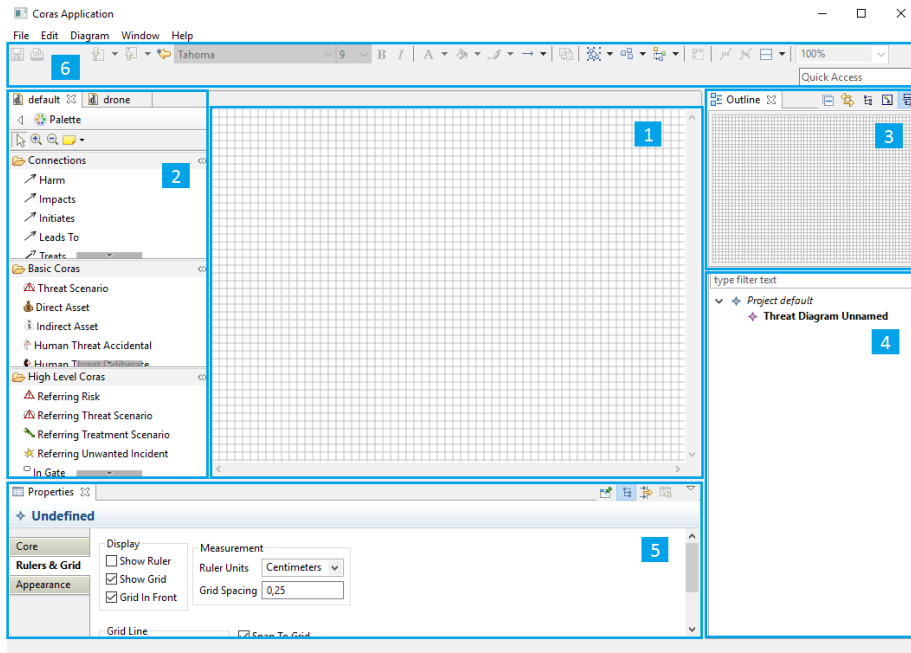 Coras Application
File Edit Diagram Window Help
Tahoma 9 B I A 100%
6
Quick Access
default drone
Palette
Connections
2
Harm
Impacts
Initiates
Leads To
Treats
Basic Coras
Threat Scenario
Direct Asset
Indirect Asset
Human Threat Accidental
Human Threat Deliberate
High Level Coras
Referring Risk
Referring Threat Scenario
Referring Treatment Scenario
Referring Unwanted Incident
In Gate
1
Outline
3
type filter text
Project default
Threat Diagram Unnamed
4
Properties
Undefined
5
Core
Rulers & Grid
Appearance
Display
Show Ruler
Show Grid
Grid In Front
Measurement
Ruler Units Centimeters
Grid Spacing 0,25
Grid Line
Snap To Grid